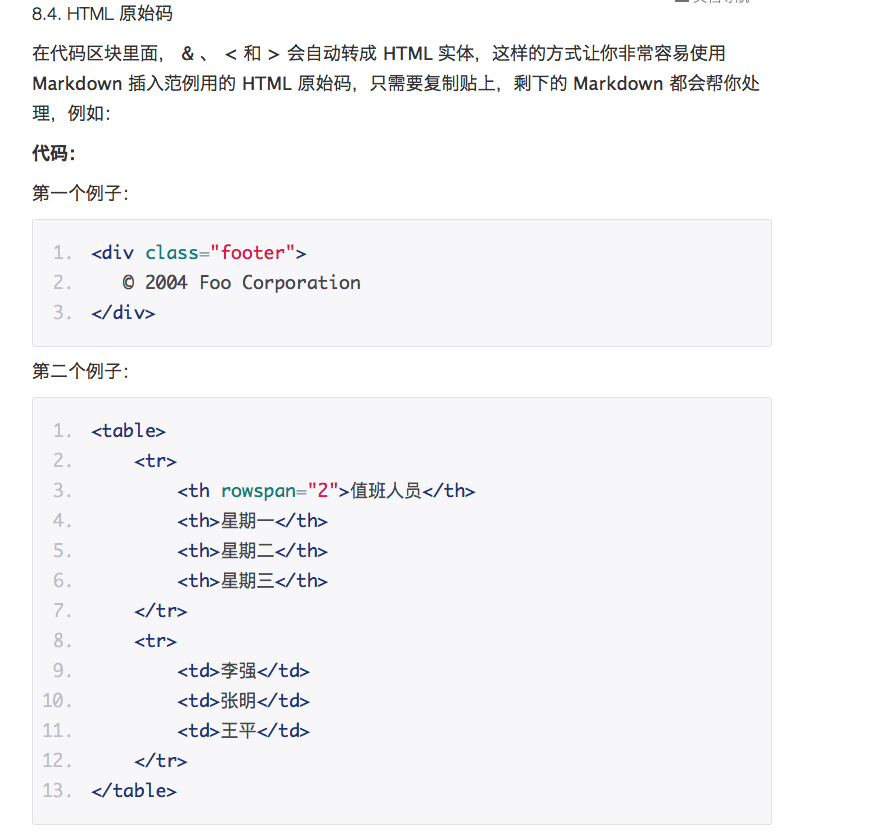 8.4. HTML 原始码
在代码区块里面， & 、 < 和 > 会自动转成 HTML 实体，这样的方式让你非常容易使用
Markdown 插入范例用的 HTML 原始码，只需要复制贴上，剩下的 Markdown 都会帮你处
理，例如：
代码：
第一个例子：
1. <div class="footer">
2.    © 2004 Foo Corporation
3. </div>
第二个例子：
1. <table>
2.     <tr>
3.         <th rowspan="2">值班人员</th>
4.         <th>星期一</th>
5.         <th>星期二</th>
6.         <th>星期三</th>
7.     </tr>
8.     <tr>
9.         <td>李强</td>
10.         <td>张明</td>
11.         <td>王平</td>
12.     </tr>
13. </table>